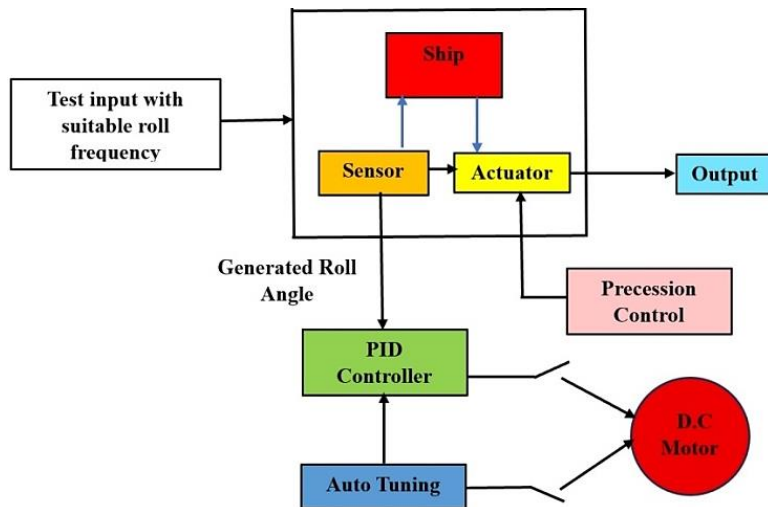 Ship
Test input with
suitable roll
frequency
Sensor
Actuator
Output
Generated Roll
Angle
Precession
Control
PID
Controller
D.C
Motor
Auto Tuning